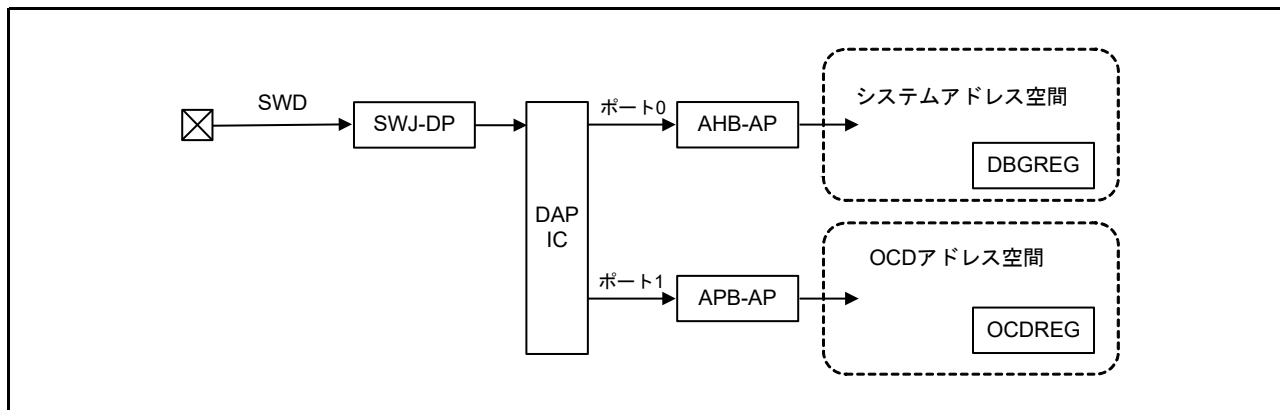 SWD
SWJ-DP
DAP
IC
ポート0
AHB-AP
システムアドレス空間
DBGREG
ポート1
APB-AP
OCDアドレス空間
OCDREG